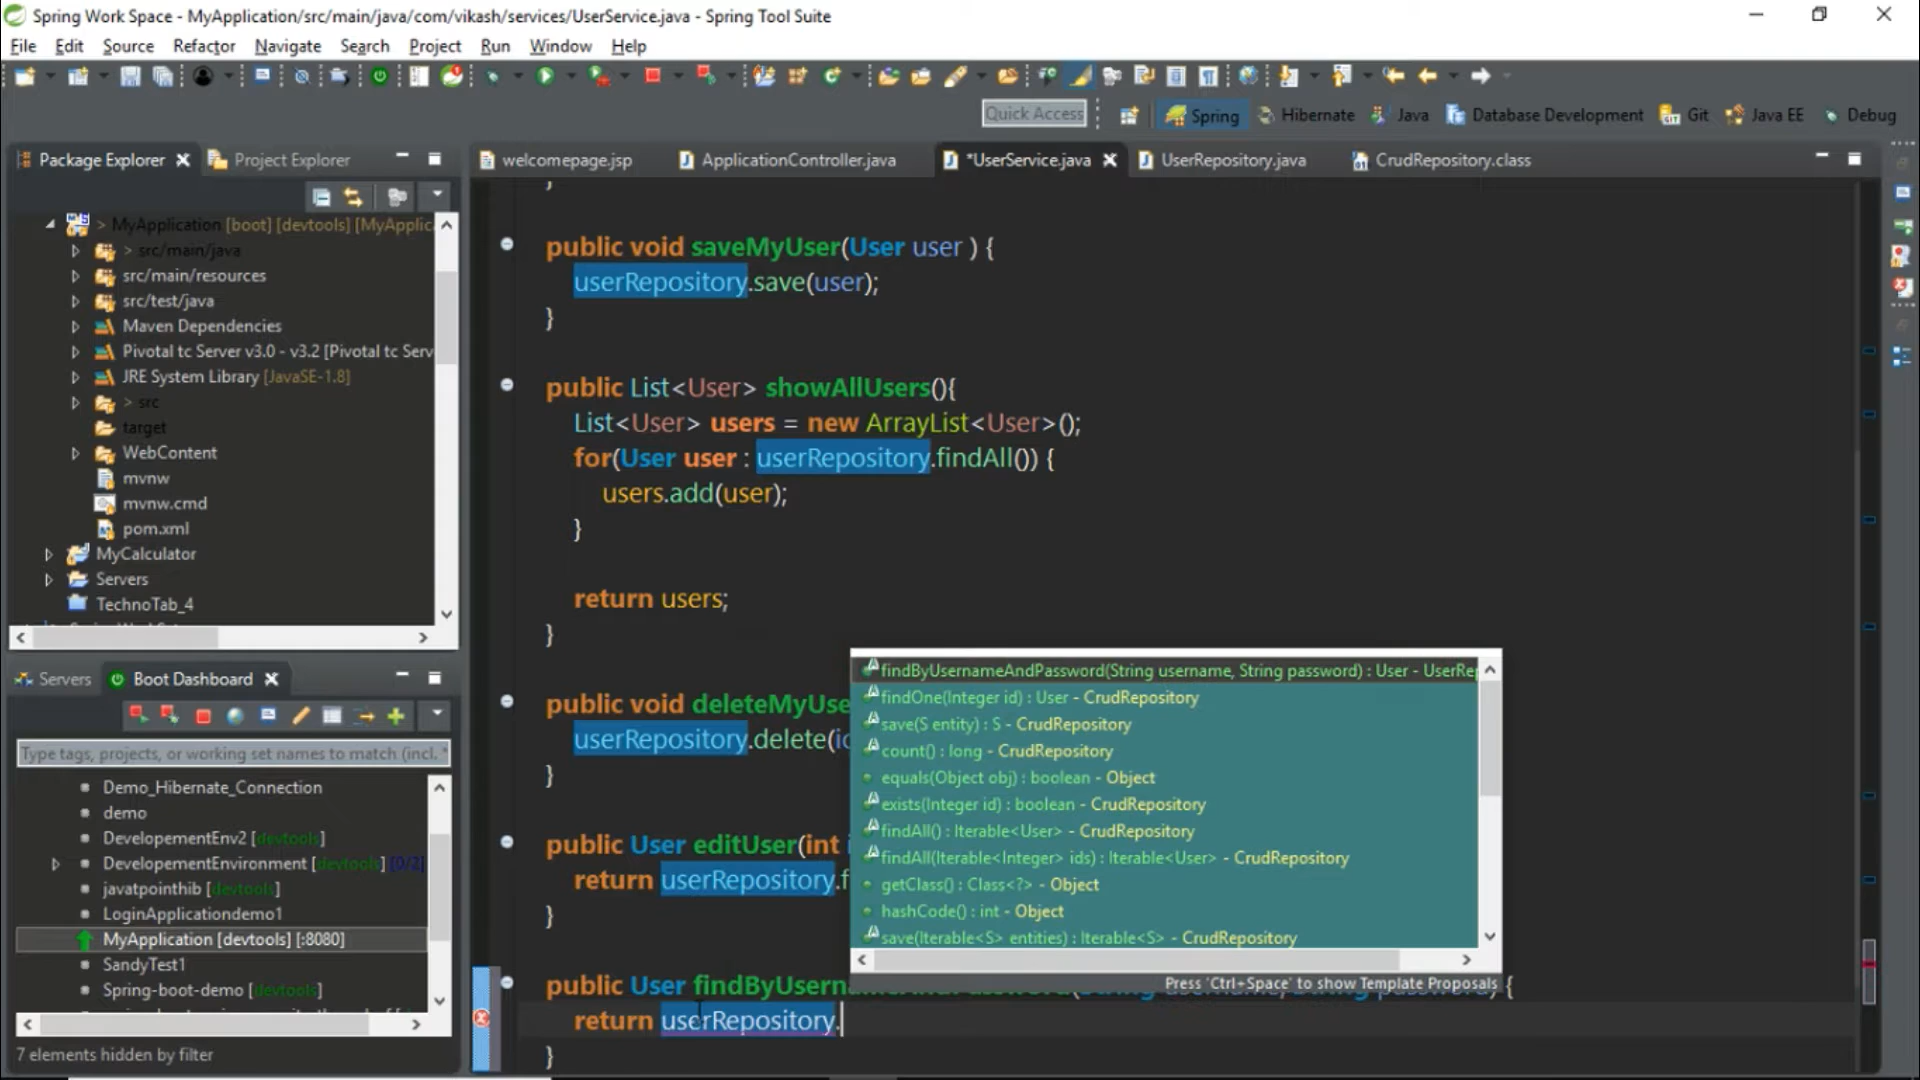 Spring Work Space - MyApplication/src/main/java/com/vikash/services/UserService.java - Spring Tool Suite
File Edit Source Refactor Navigate Search Project Run Window Help
Quick Access Spring Hibernate Java Database Development Git Java EE Debug
Package Explorer Project Explorer
welcomepage.jsp ApplicationController.java *UserService.java UserRepository.java CrudRepository.class
> MyApplication [boot] [devtools] [MyApplic
> src/main/java
src/main/resources
src/test/java
Maven Dependencies
Pivotal tc Server v3.0 - v3.2 [Pivotal tc Serv
JRE System Library [JavaSE-1.8]
> src
target
WebContent
mvnw
mvnw.cmd
pom.xml
MyCalculator
Servers
TechnoTab_4
Servers Boot Dashboard
Type tags, projects, or working set names to match (incl. *
Demo_Hibernate_Connection
demo
DevelopementEnv2 [devtools]
DevelopementEnvironment [devtools] [0/2]
javatpointhib [devtools]
LoginApplicationdemo1
MyApplication [devtools] [:8080]
SandyTest1
Spring-boot-demo [devtools]
7 elements hidden by filter
}
public void saveMyUser(User user ) {
userRepository.save(user);
}
public List<User> showAllUsers(){
List<User> users = new ArrayList<User>();
for(User user : userRepository.findAll()) {
users.add(user);
}
return users;
}
public void deleteMyUse
userRepository.delete(i
}
public User editUser(int i
return userRepository.f
}
public User findByUsern
return userRepository.
}
findByUsernameAndPassword(String username, String password) : User - UserRep
findOne(Integer id) : User - CrudRepository
save(S entity) : S - CrudRepository
count() : long - CrudRepository
equals(Object obj) : boolean - Object
exists(Integer id) : boolean - CrudRepository
findAll() : Iterable<User> - CrudRepository
findAll(Iterable<Integer> ids) : Iterable<User> - CrudRepository
getClass() : Class<?> - Object
hashCode() : int - Object
save(Iterable<S> entities) : Iterable<S> - CrudRepository
Press 'Ctrl+Space' to show Template Proposals